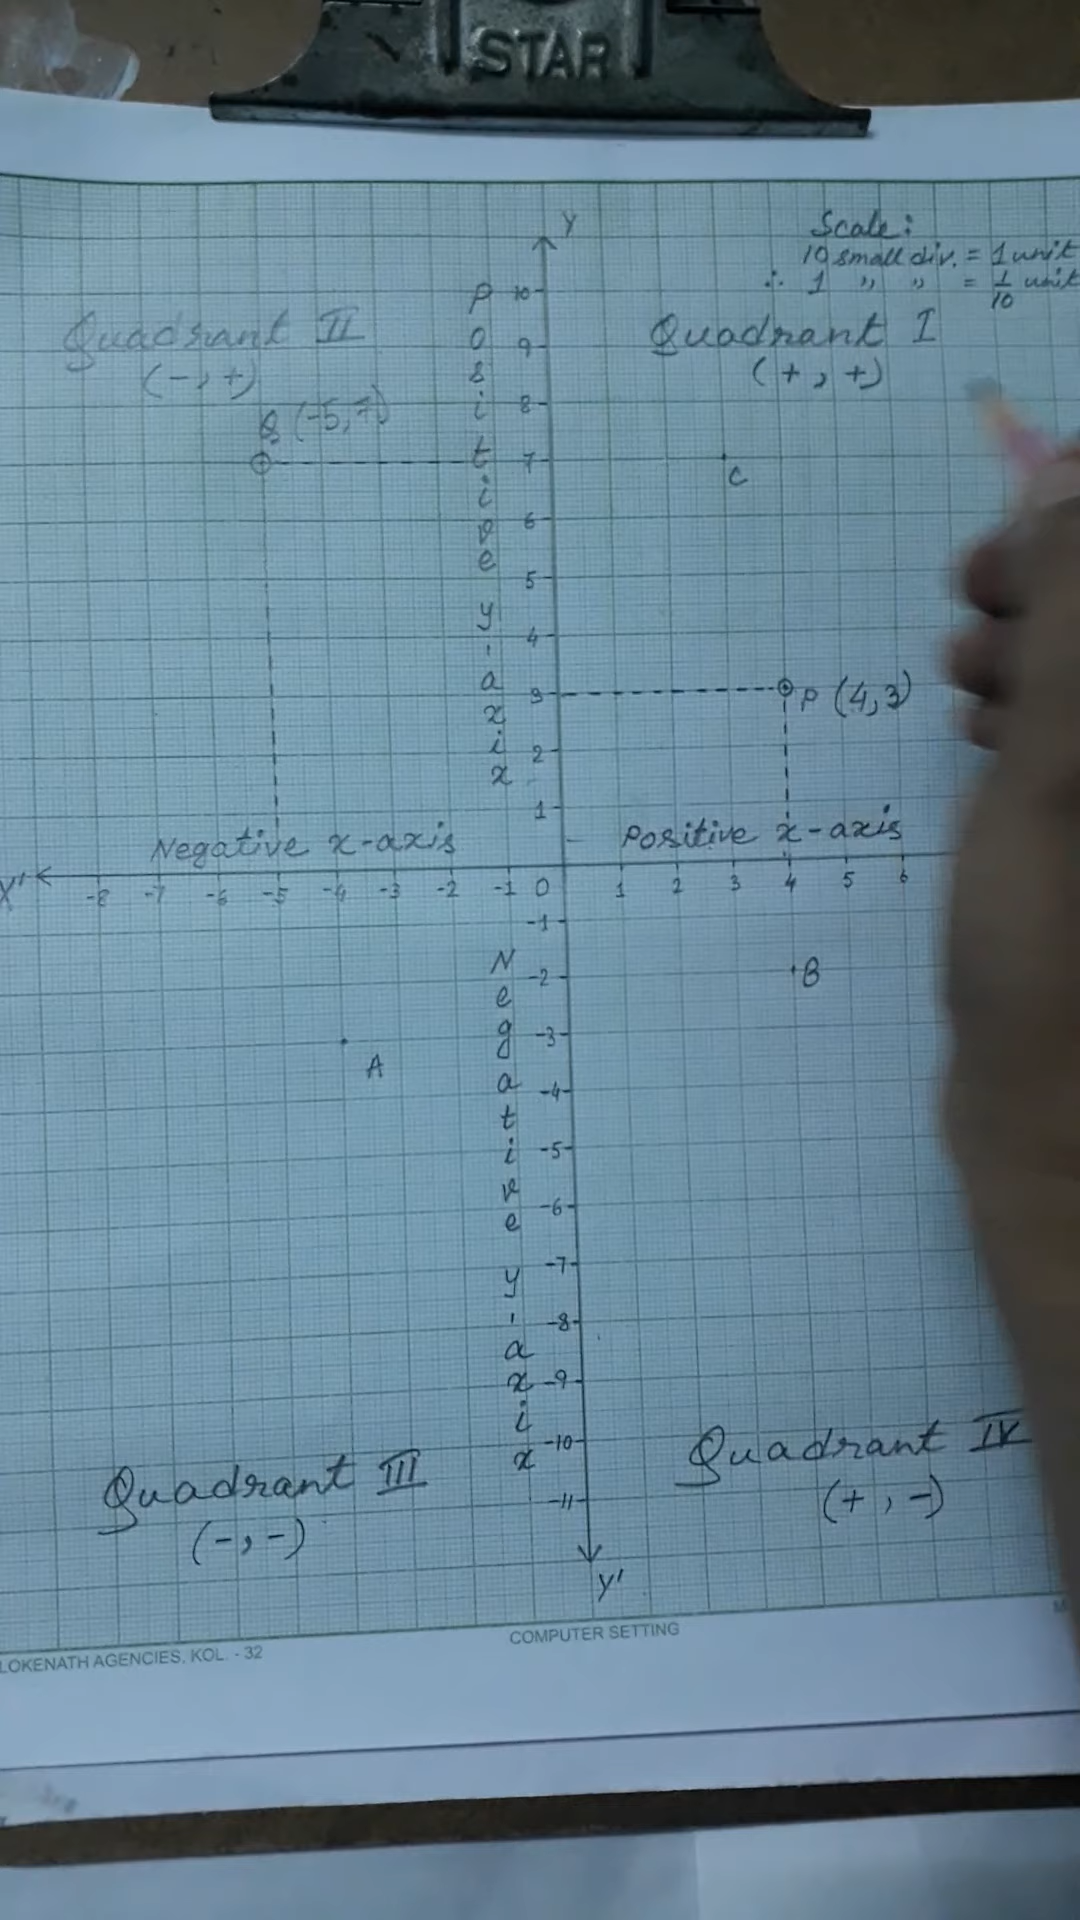 STAR
Y
Scale:
10 small div. = 1 unit
∴ 1 " " = 1/10 unit
Quadrant II
(-, +)
Quadrant I
(+, +)
Positive y-axix
10
9
8
7
6
5
4
3
2
1
(-5, 7)
C
P (4, 3)
Negative x-axis
Positive x-axis
X'
-8 -7 -6 -5 -4 -3 -2 -1 0 1 2 3 4 5 6
Negative y-axix
-1
-2
-3
-4
-5
-6
-7
-8
-9
-10
-11
B
A
Quadrant III
(-, -)
Quadrant IV
(+, -)
Y'
LOKENATH AGENCIES, KOL. - 32
COMPUTER SETTING